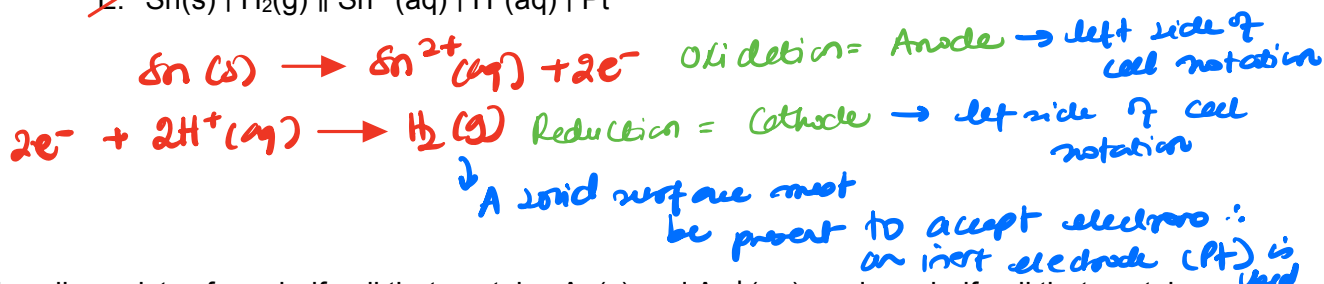 E. Sn(s) | H₂(g) || Sn (aq) | H (aq) | Pt
Sn (s) → Sn²⁺ (aq) + 2e⁻ Oxidation = Anode → left side of
cell notation
2e⁻ + 2H⁺ (aq) → H₂ (g) Reduction = Cathode → left side of cell
notation
↓ A solid surface must
be present to accept electrons ∴
an inert electrode (Pt) is
used